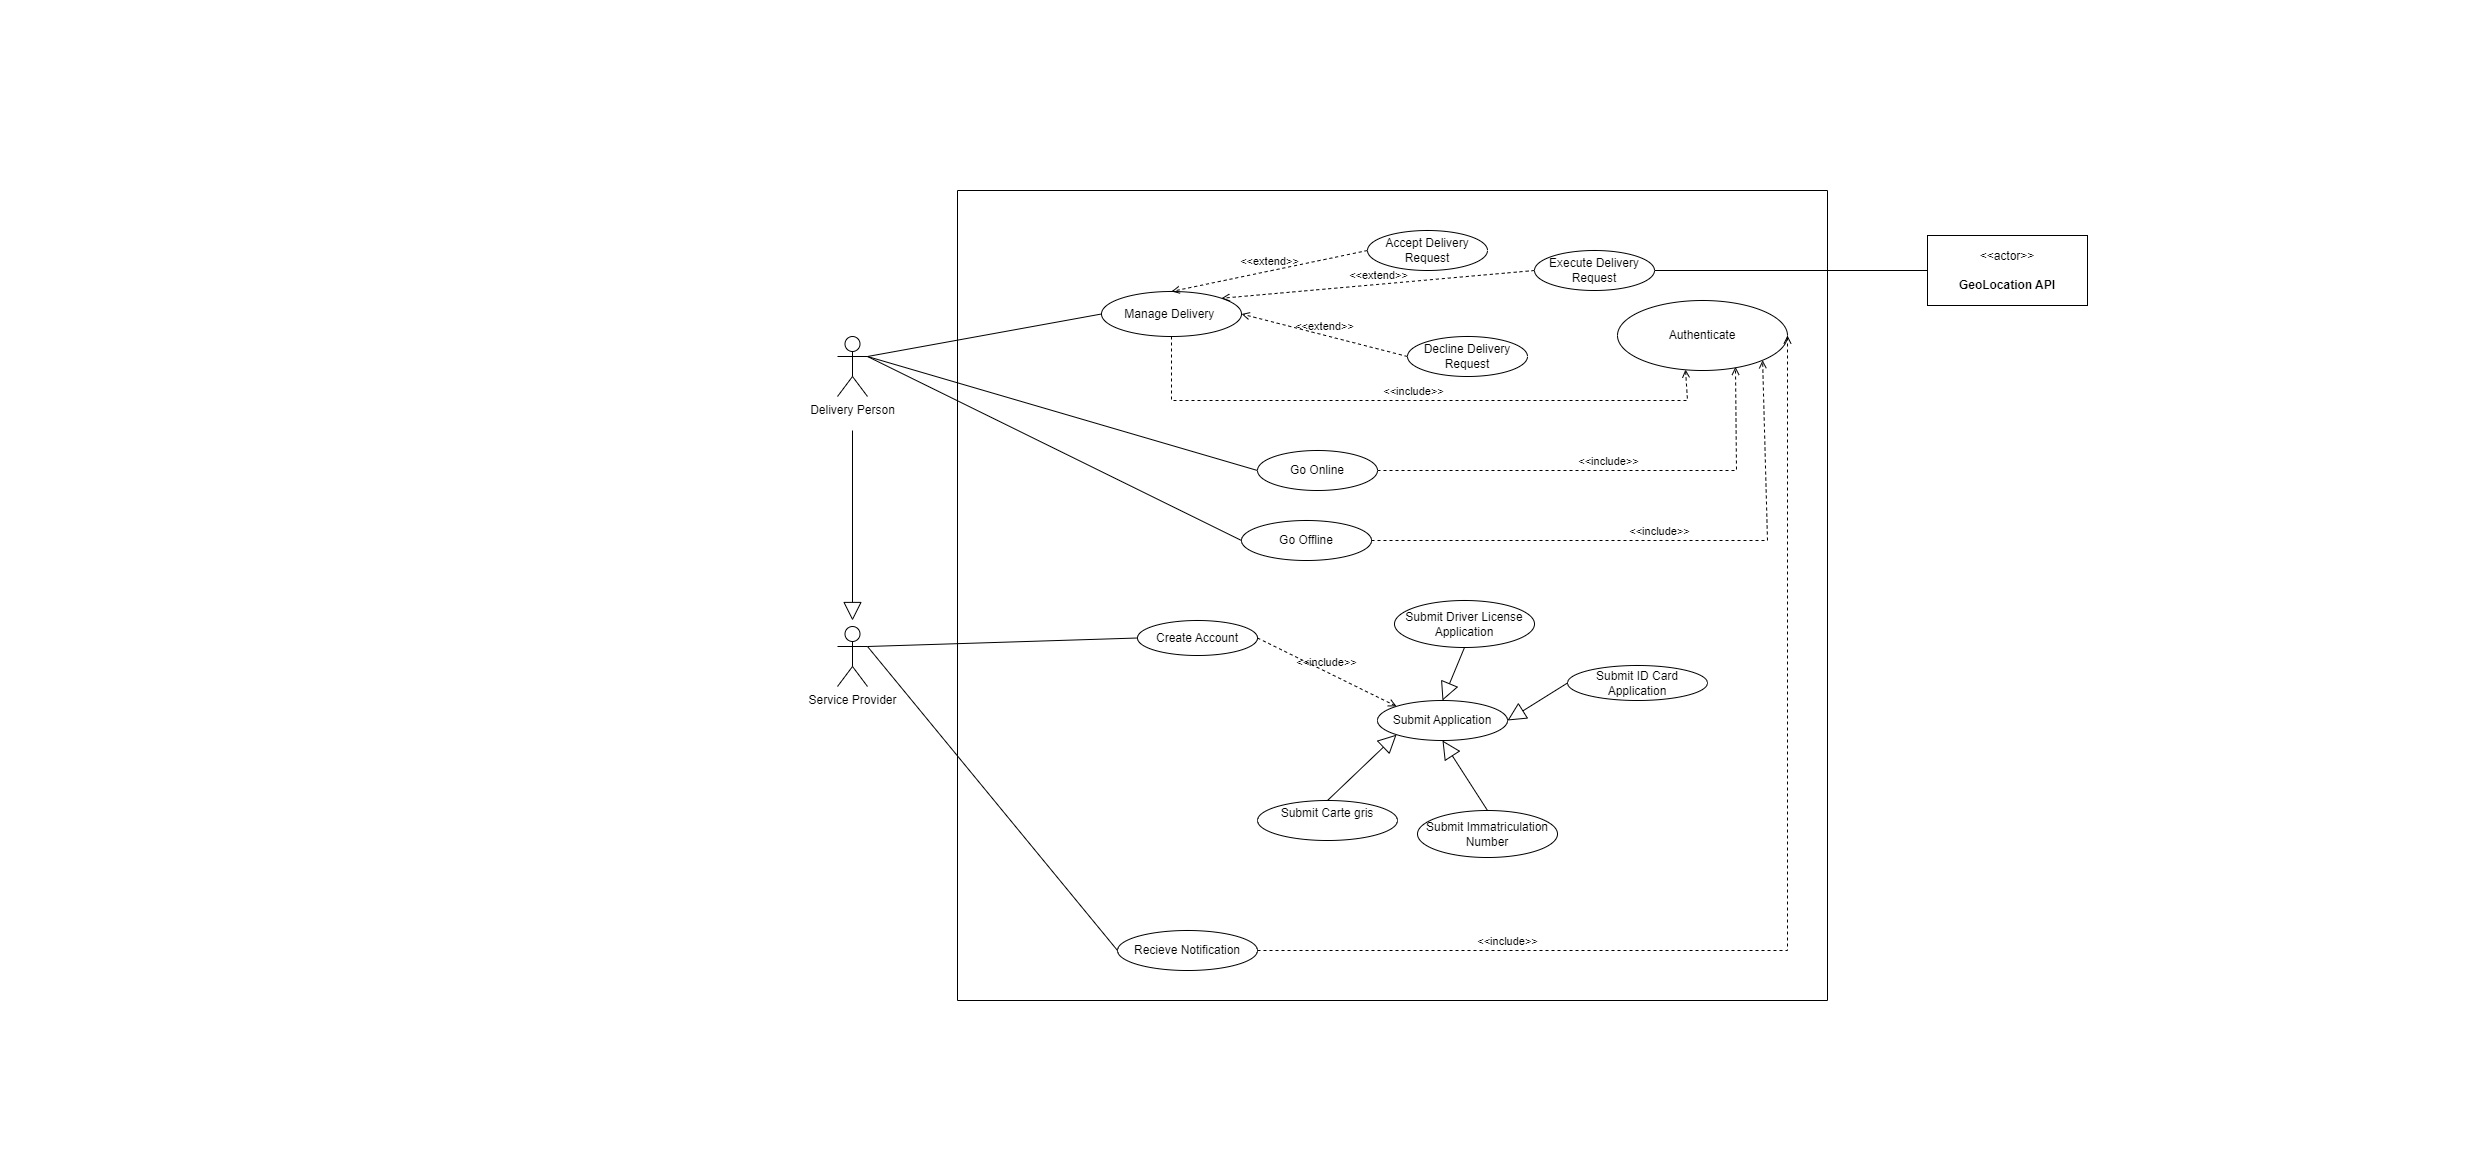 Accept Delivery
Request
<<extend>>
Execute Delivery
Request
<<extend>>
<<actor>>
GeoLocation API
Manage Delivery
<<extend>>
Decline Delivery
Request
Authenticate
<<include>>
Delivery Person
Go Online
<<include>>
Go Offline
<<include>>
Submit Driver License
Application
Create Account
<<include>>
Submit ID Card
Application
Service Provider
Submit Application
Submit Carte gris
Submit Immatriculation
Number
Recieve Notification
<<include>>